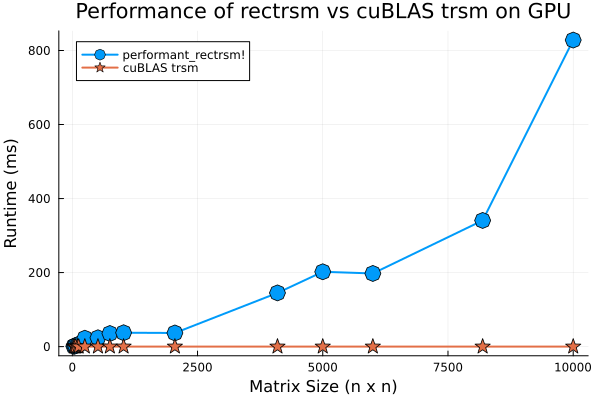 Performance of rectrsm vs cuBLAS trsm on GPU
performant_rectrsm!
cuBLAS trsm
Runtime (ms)
800
600
400
200
0
0
2500
5000
7500
10000
Matrix Size (n x n)